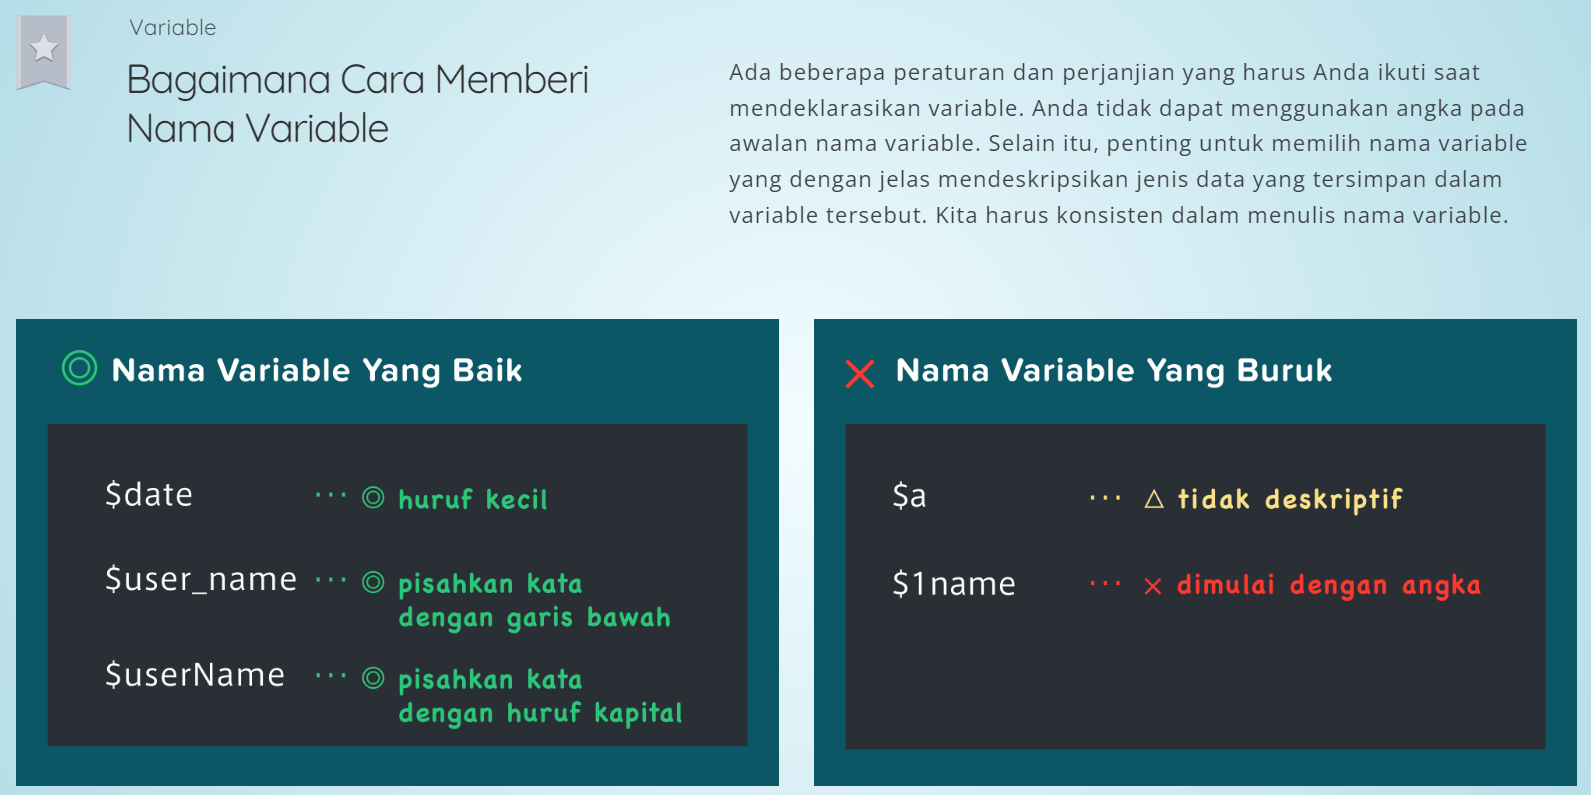 Variable
Bagaimana Cara Memberi
Nama Variable
Ada beberapa peraturan dan perjanjian yang harus Anda ikuti saat
mendeklarasikan variable. Anda tidak dapat menggunakan angka pada
awalan nama variable. Selain itu, penting untuk memilih nama variable
yang dengan jelas mendeskripsikan jenis data yang tersimpan dalam
variable tersebut. Kita harus konsisten dalam menulis nama variable.
◎ Nama Variable Yang Baik
$date ··· ◎ huruf kecil
$user_name ··· ◎ pisahkan kata
dengan garis bawah
$userName ··· ◎ pisahkan kata
dengan huruf kapital
× Nama Variable Yang Buruk
$a ··· △ tidak deskriptif
$1name ··· × dimulai dengan angka